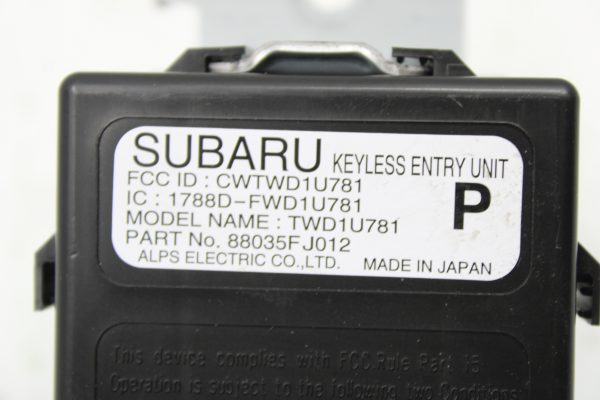 SUBARU KEYLESS ENTRY UNIT
FCC ID : CWTWD1U781
IC : 1788D-FWD1U781
MODEL NAME : TWD1U781
P
PART No. 88035FJ012
ALPS ELECTRIC CO.,LTD. MADE IN JAPAN
This device complies with FCC Rule Part 15
Operation is subject to the following two Conditions: